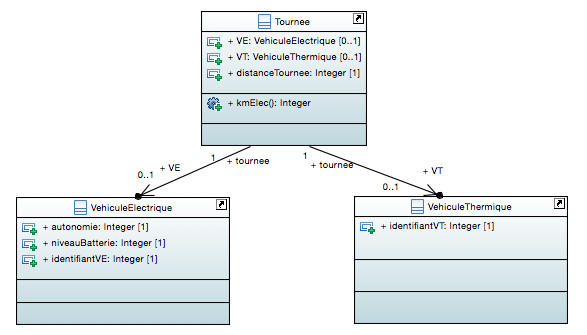 Tournee
+ VE: VehiculeElectrique [0..1]
+ VT: VehiculeThermique [0..1]
+ distanceTournee: Integer [1]
+ kmElec(): Integer
1
+ tournee
+ VE
0..1
1
+ tournee
+ VT
0..1
VehiculeElectrique
+ autonomie: Integer [1]
+ niveauBatterie: Integer [1]
+ identifiantVE: Integer [1]
VehiculeThermique
+ identifiantVT: Integer [1]